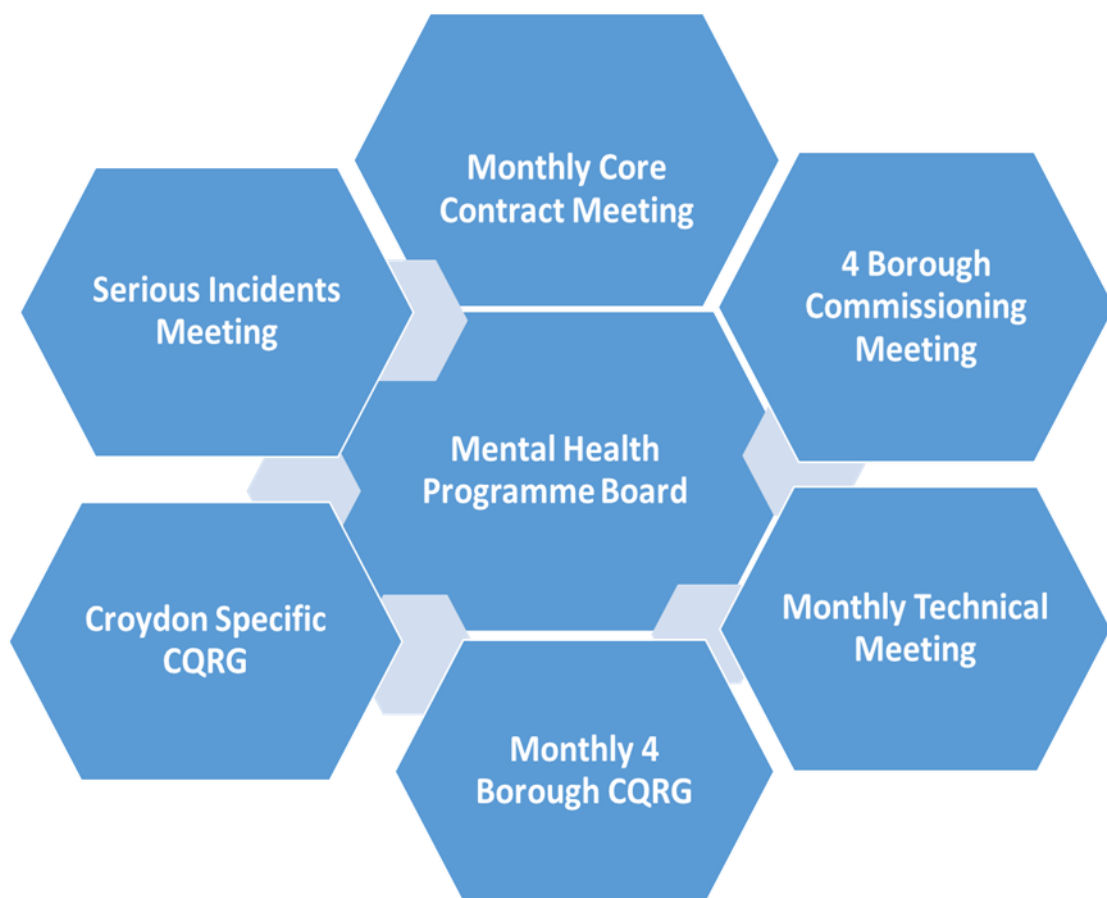 Monthly Core
Contract Meeting
Serious Incidents
Meeting
4 Borough
Commissioning
Meeting
Mental Health
Programme Board
Croydon Specific
CQRG
Monthly Technical
Meeting
Monthly 4
Borough CQRG